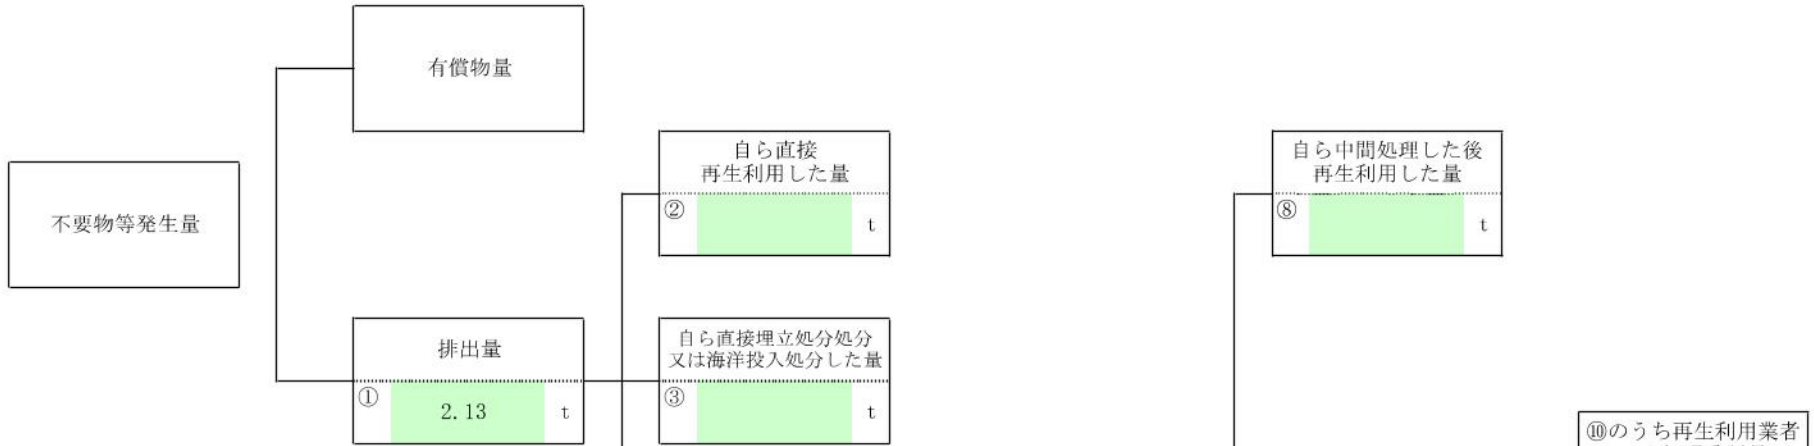 有償物量
自ら直接
再生利用した量
② t
自ら中間処理した後
再生利用した量
⑧ t
不要物等発生量
排出量
① 2.13 t
自ら直接埋立処分処分
又は海洋投入処分した量
③ t
⑩のうち再生利用業者